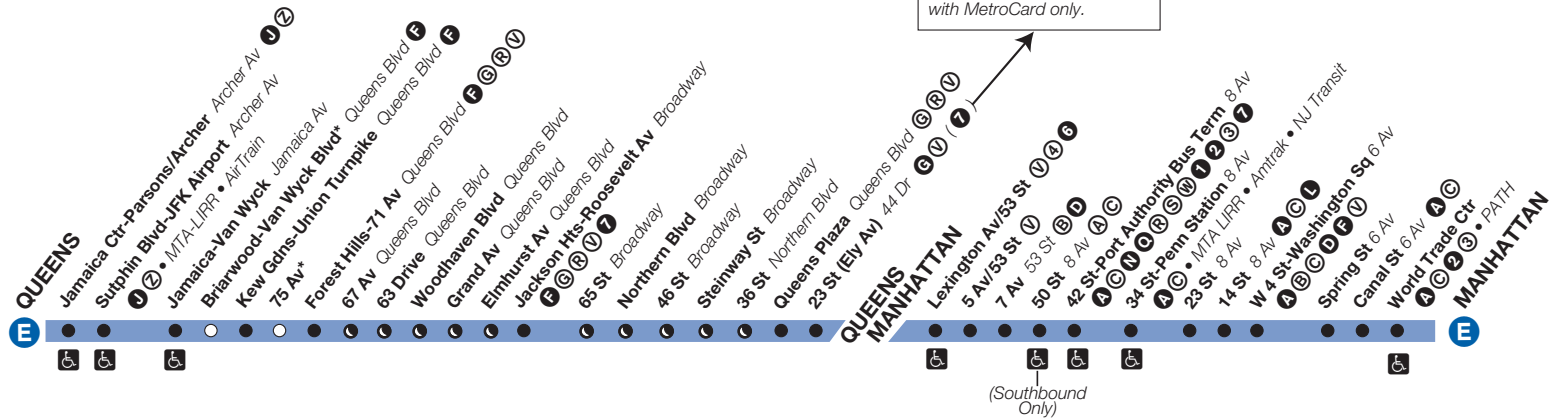 with MetroCard only.
QUEENS
Jamaica Ctr-Parsons/Archer Archer Av J Z
Sutphin Blvd-JFK Airport Archer Av
J Z • MTA-LIRR • AirTrain
Jamaica-Van Wyck Jamaica Av
Briarwood-Van Wyck Blvd* Queens Blvd F
Kew Gdns-Union Turnpike Queens Blvd F
75 Av*
Forest Hills-71 Av Queens Blvd F G R V
67 Av Queens Blvd
63 Drive Queens Blvd
Woodhaven Blvd Queens Blvd
Grand Av Queens Blvd
Elmhurst Av Queens Blvd
Jackson Hts-Roosevelt Av Broadway
F G R V 7
65 St Broadway
Northern Blvd Broadway
46 St Broadway
Steinway St Broadway
36 St Northern Blvd
Queens Plaza Queens Blvd G R V
23 St (Ely Av) 44 Dr G V ( 7 )
QUEENS
MANHATTAN
Lexington Av/53 St V 4 6
5 Av/53 St V
7 Av 53 St B D
50 St 8 Av A C
42 St-Port Authority Bus Term 8 Av
A C N Q R S W 1 2 3 7
34 St-Penn Station 8 Av
A C • MTA LIRR • Amtrak • NJ Transit
23 St 8 Av
14 St 8 Av A C L
W 4 St-Washington Sq 6 Av
A B C D F V
Spring St 6 Av
Canal St 6 Av A C
World Trade Ctr
A C 2 3 • PATH
MANHATTAN
E
E
(Southbound
Only)